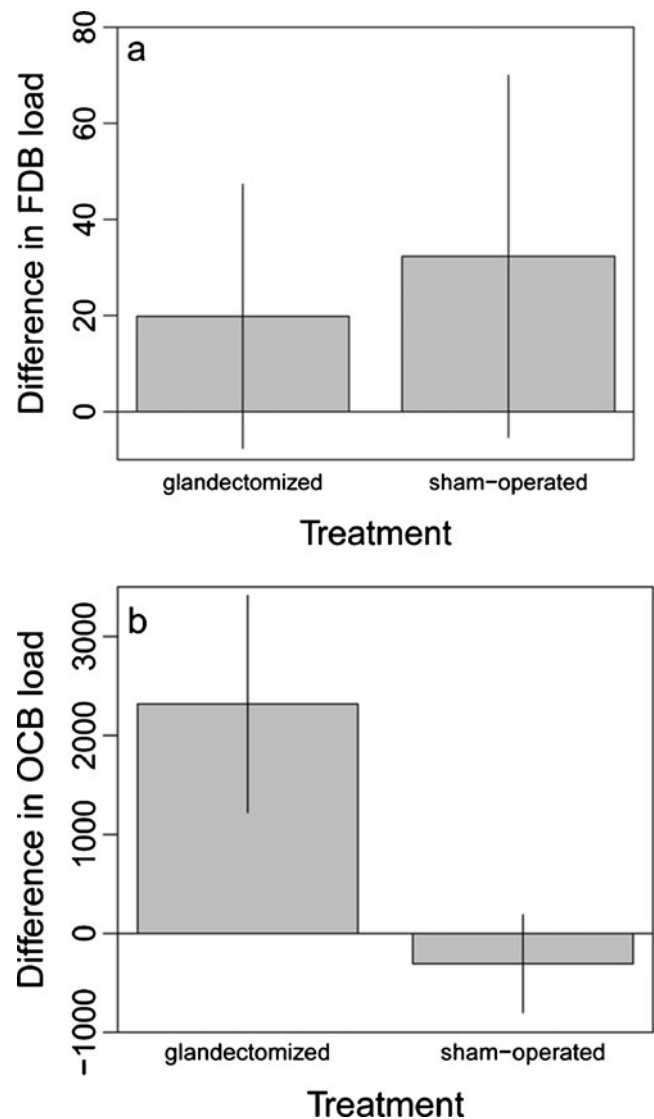 a
Difference in FDB load
80
60
40
20
0
glandectomized sham-operated
Treatment
b
Difference in OCB load
3000
2000
1000
0
-1000
glandectomized sham-operated
Treatment